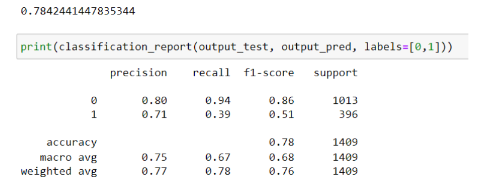 0.7842441447835344
print(classification_report(output_test, output_pred, labels=[0,1]))
precision recall f1-score support
0 0.80 0.94 0.86 1013
1 0.71 0.39 0.51 396
accuracy 0.78 1409
macro avg 0.75 0.67 0.68 1409
weighted avg 0.77 0.78 0.76 1409